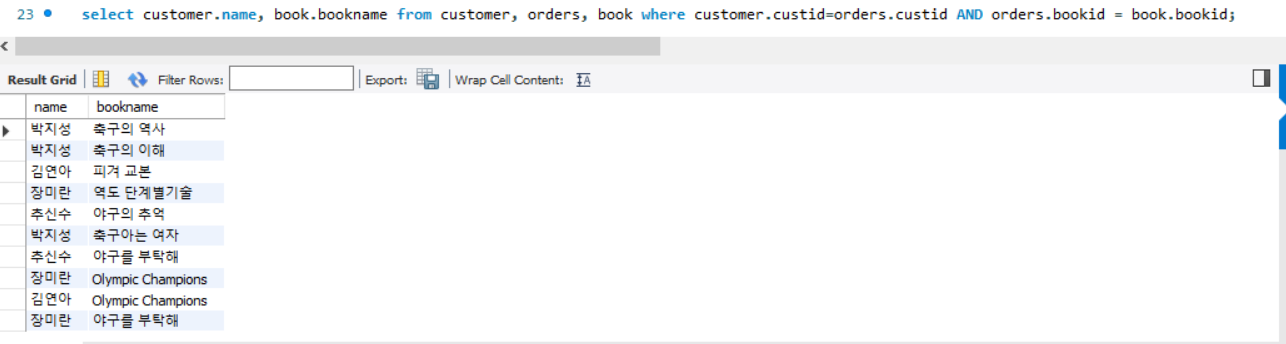 23 select customer.name, book.bookname from customer, orders, book where customer.custid=orders.custid AND orders.bookid = book.bookid;
Result Grid Filter Rows: Export: Wrap Cell Content: IA
name bookname
박지성 축구의 역사
박지성 축구의 이해
김연아 피겨 교본
장미란 역도 단계별기술
추신수 야구의 추억
박지성 축구아는 여자
추신수 야구를 부탁해
장미란 Olympic Champions
김연아 Olympic Champions
장미란 야구를 부탁해